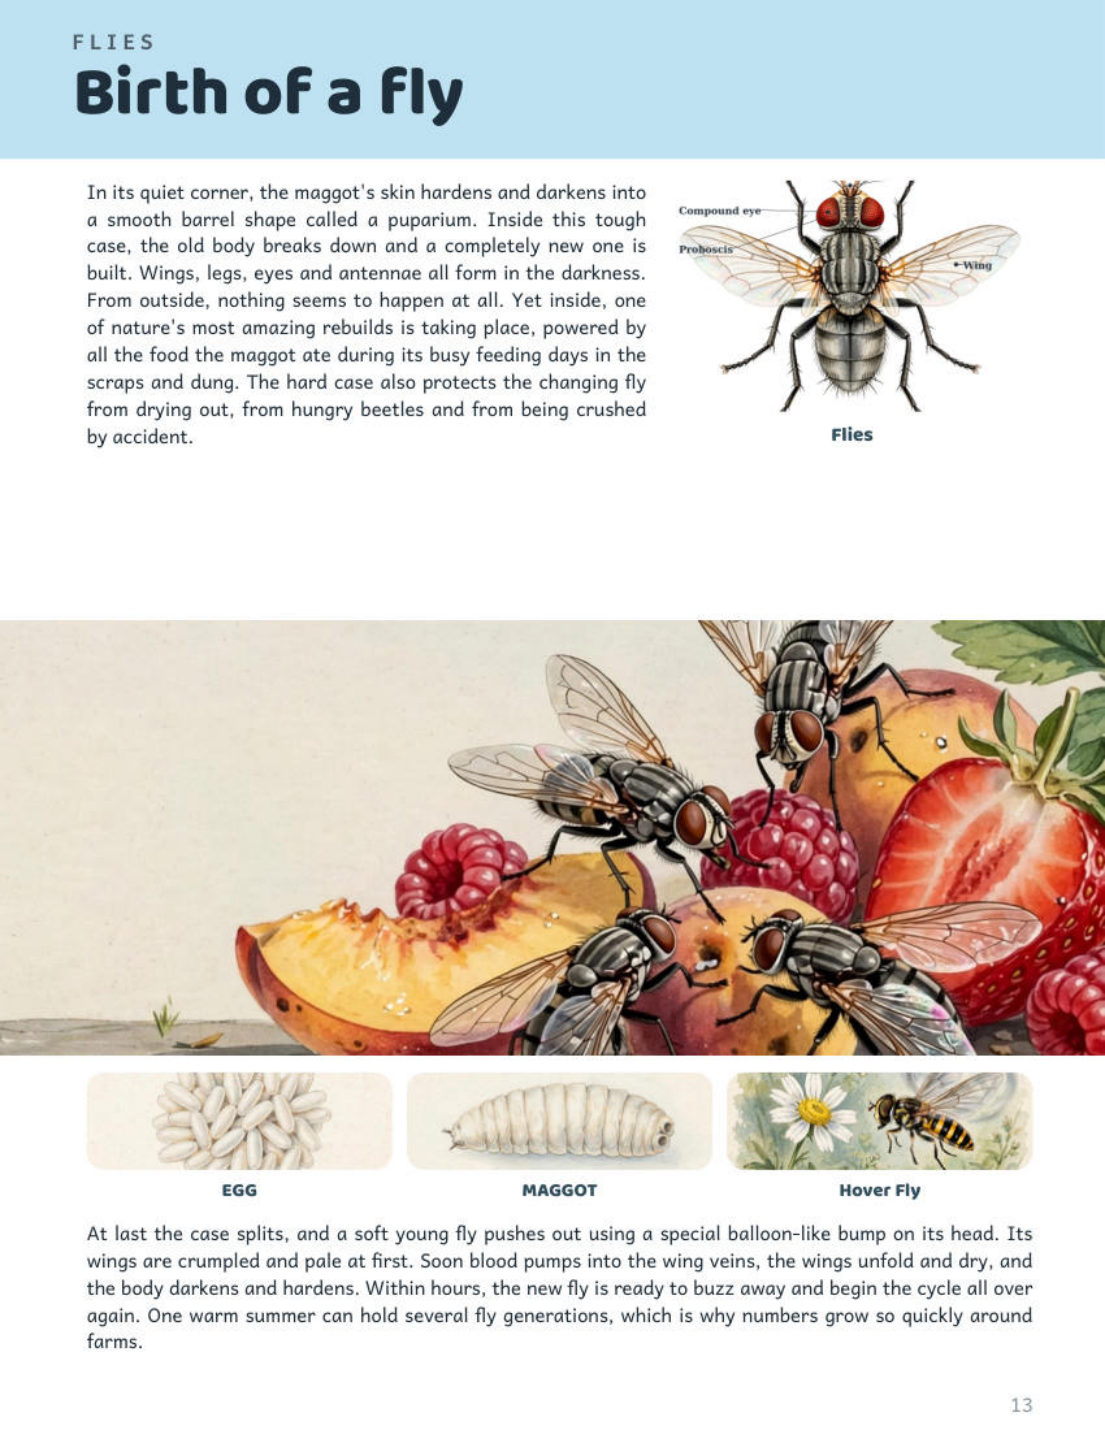 FLIES
Birth of a fly
In its quiet corner, the maggot's skin hardens and darkens into
a smooth barrel shape called a puparium. Inside this tough
case, the old body breaks down and a completely new one is
built. Wings, legs, eyes and antennae all form in the darkness.
From outside, nothing seems to happen at all. Yet inside, one
of nature's most amazing rebuilds is taking place, powered by
all the food the maggot ate during its busy feeding days in the
scraps and dung. The hard case also protects the changing fly
from drying out, from hungry beetles and from being crushed
by accident.
Compound eye
Proboscis
Wing
Flies
EGG
MAGGOT
Hover Fly
At last the case splits, and a soft young fly pushes out using a special balloon-like bump on its head. Its
wings are crumpled and pale at first. Soon blood pumps into the wing veins, the wings unfold and dry, and
the body darkens and hardens. Within hours, the new fly is ready to buzz away and begin the cycle all over
again. One warm summer can hold several fly generations, which is why numbers grow so quickly around
farms.
13